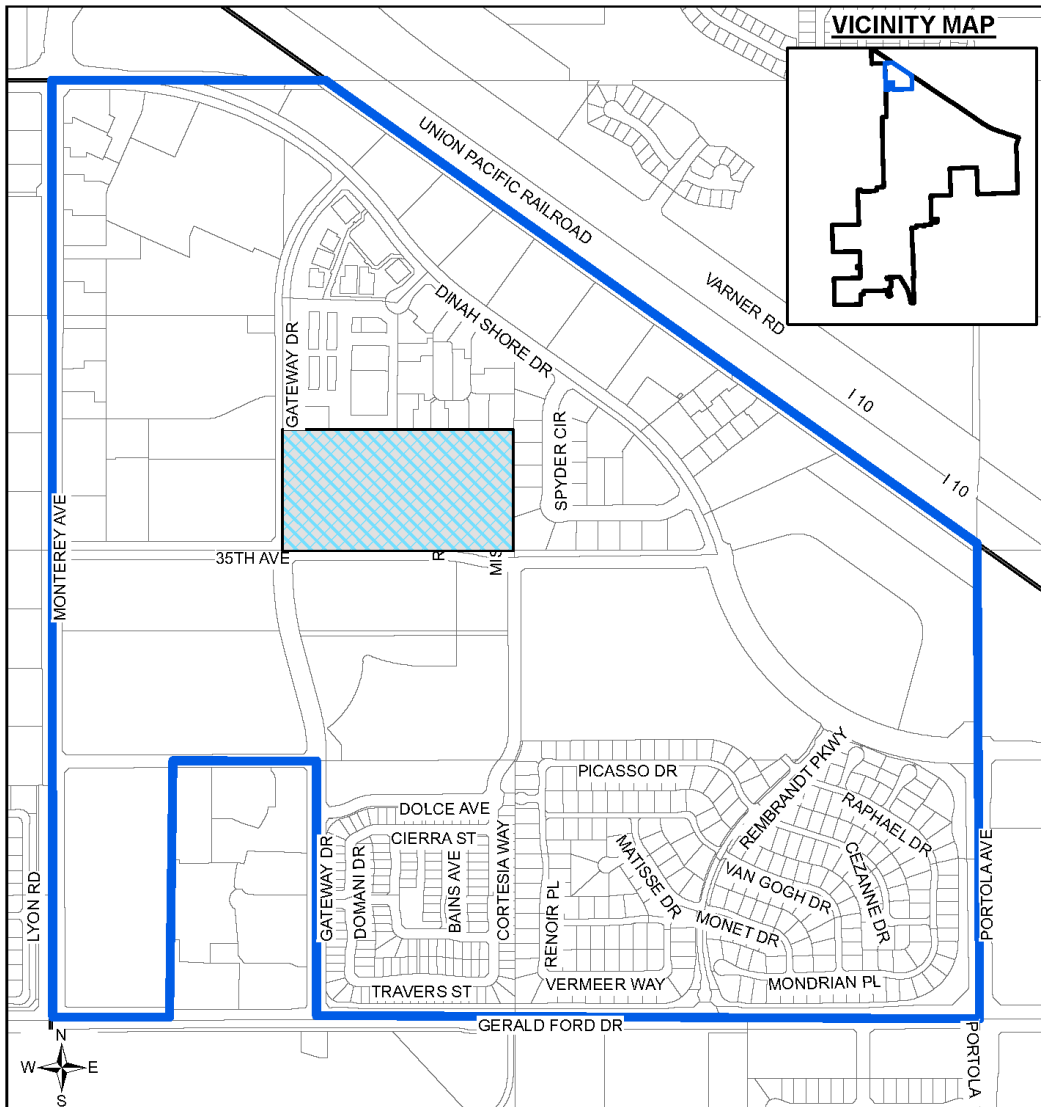 VICINITY MAP
UNION PACIFIC RAILROAD
VARNER RD
DINAH SHORE DR
GATEWAY DR
I 10
I 10
SPYDER CIR
MONTEREY AVE
35TH AVE
R
MIS
PICASSO DR
REMBRANDT PKWY
DOLCE AVE
RAPHAEL DR
CIERRA ST
MATISSE DR
CEZANNE DR
VAN GOGH DR
GATEWAY DR
DOMANI DR
BAINS AVE
CORTESIA WAY
RENOIR PL
PORTOLA AVE
LYON RD
MONET DR
MONDRIAN PL
TRAVERS ST
VERMEER WAY
GERALD FORD DR
PORTOLA
N
W
E
S